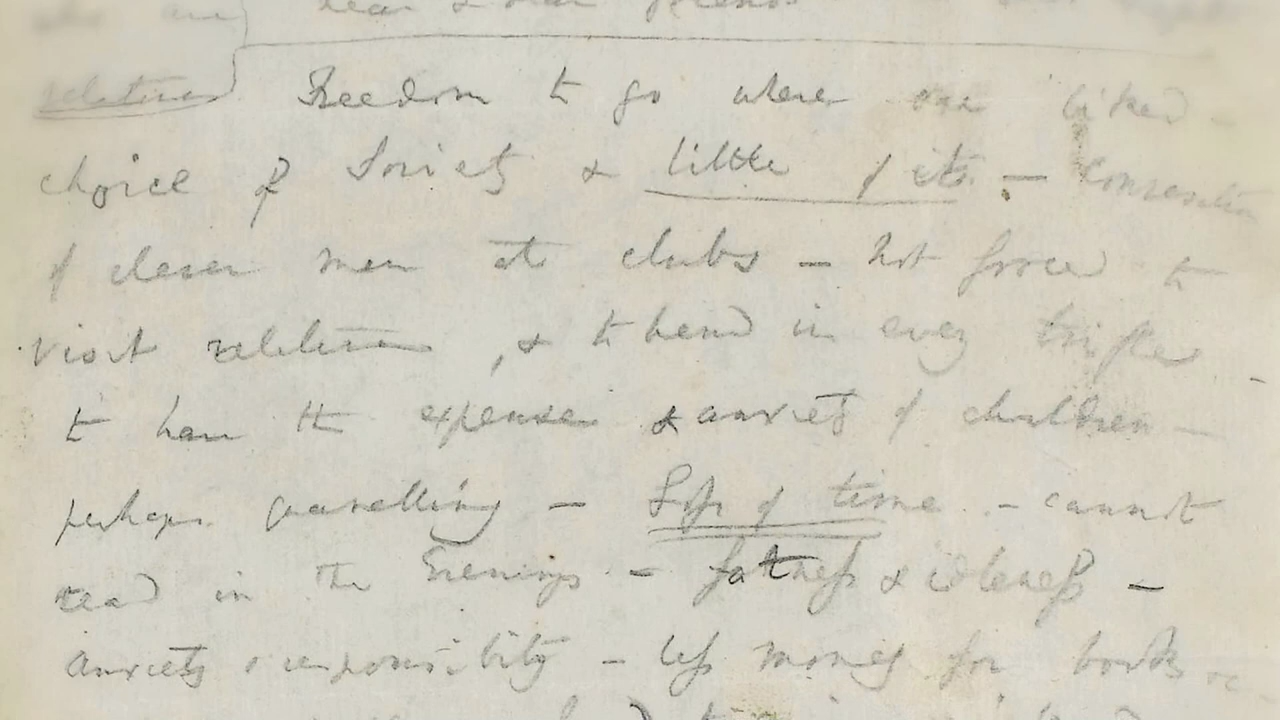 relatives
Freedom to go where one liked —
choice of Society & little of it. — Conversation
of clever men at clubs — Not forced to
visit relatives, & to bend in every trifle —
to have the expense & anxiety of children —
perhaps quarelling — Loss of time — cannot
read in the Evenings — fatness & idleness —
anxiety & responsibility — less money for books &c